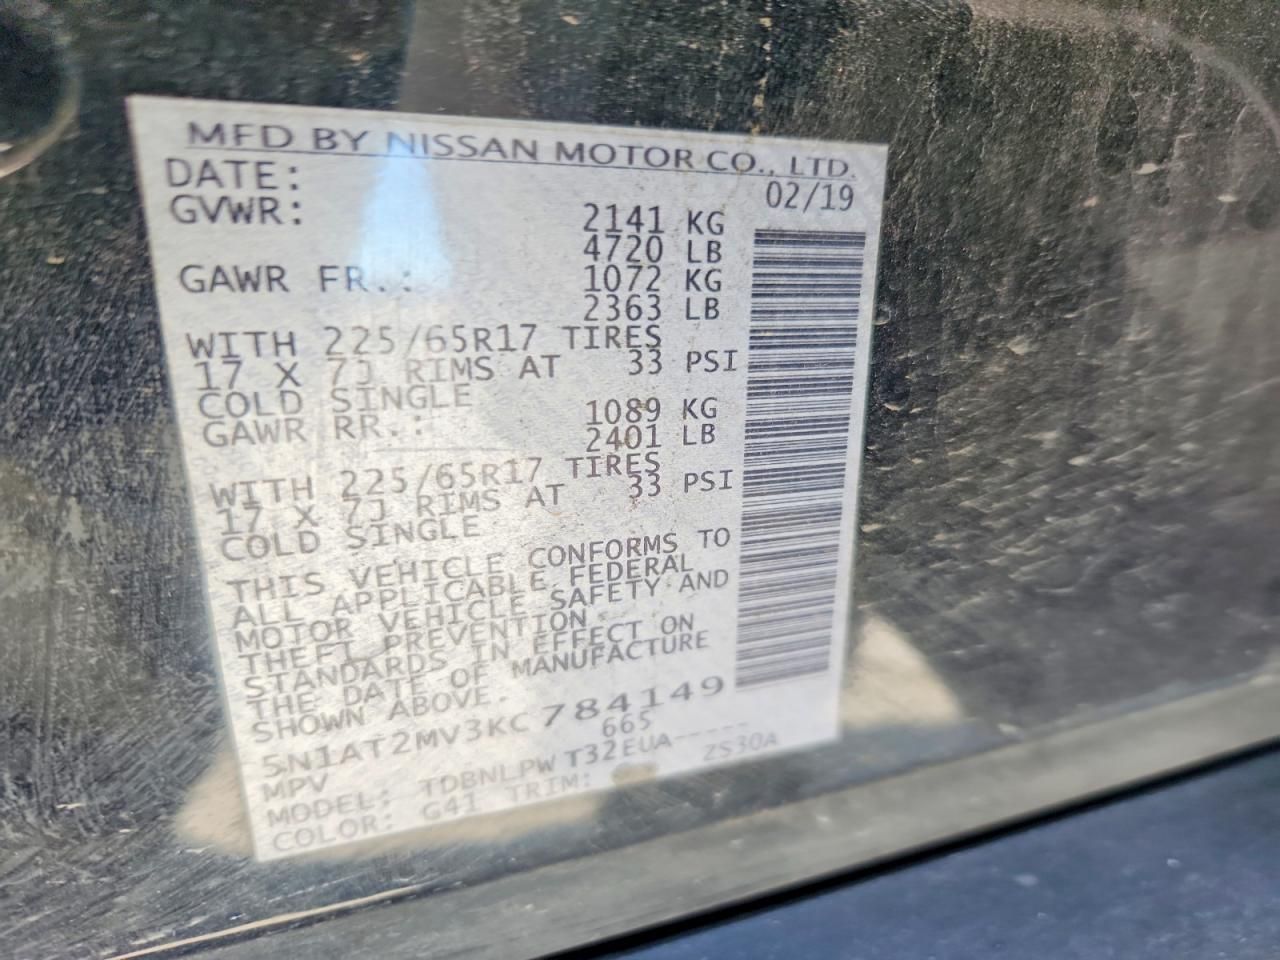 MFD BY NISSAN MOTOR CO., LTD.
DATE: 02/19
GVWR: 2141 KG
4720 LB
GAWR FR.: 1072 KG
2363 LB
WITH 225/65R17 TIRES
17 X 7J RIMS AT 33 PSI
COLD SINGLE
GAWR RR.: 1089 KG
2401 LB
WITH 225/65R17 TIRES
17 X 7J RIMS AT 33 PSI
COLD SINGLE
THIS VEHICLE CONFORMS TO
ALL APPLICABLE FEDERAL
MOTOR VEHICLE SAFETY AND
THEFT PREVENTION
STANDARDS IN EFFECT ON
THE DATE OF MANUFACTURE
SHOWN ABOVE.
5N1AT2MV3KC784149
MPV 665
MODEL: TDBNLPW T32EUA-----
COLOR: G41 TRIM: ZS30A